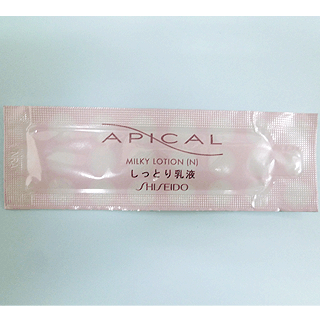 APICAL
MILKY LOTION (N)
しっとり乳液
SHISEIDO